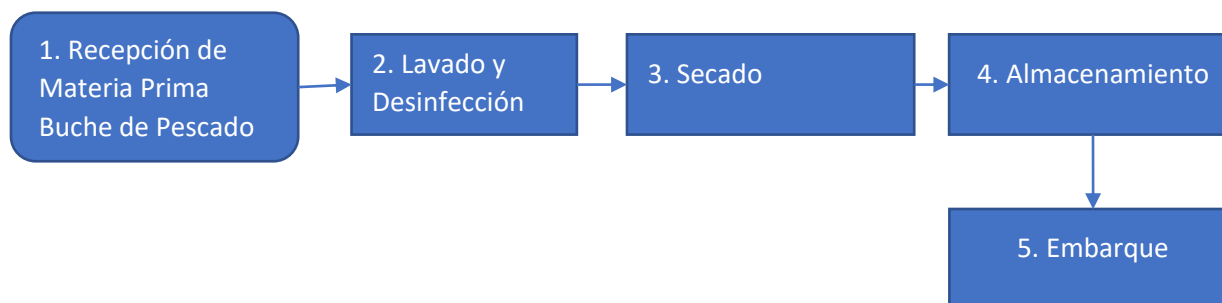 1. Recepción de
Materia Prima
Buche de Pescado
2. Lavado y
Desinfección
3. Secado
4. Almacenamiento
5. Embarque